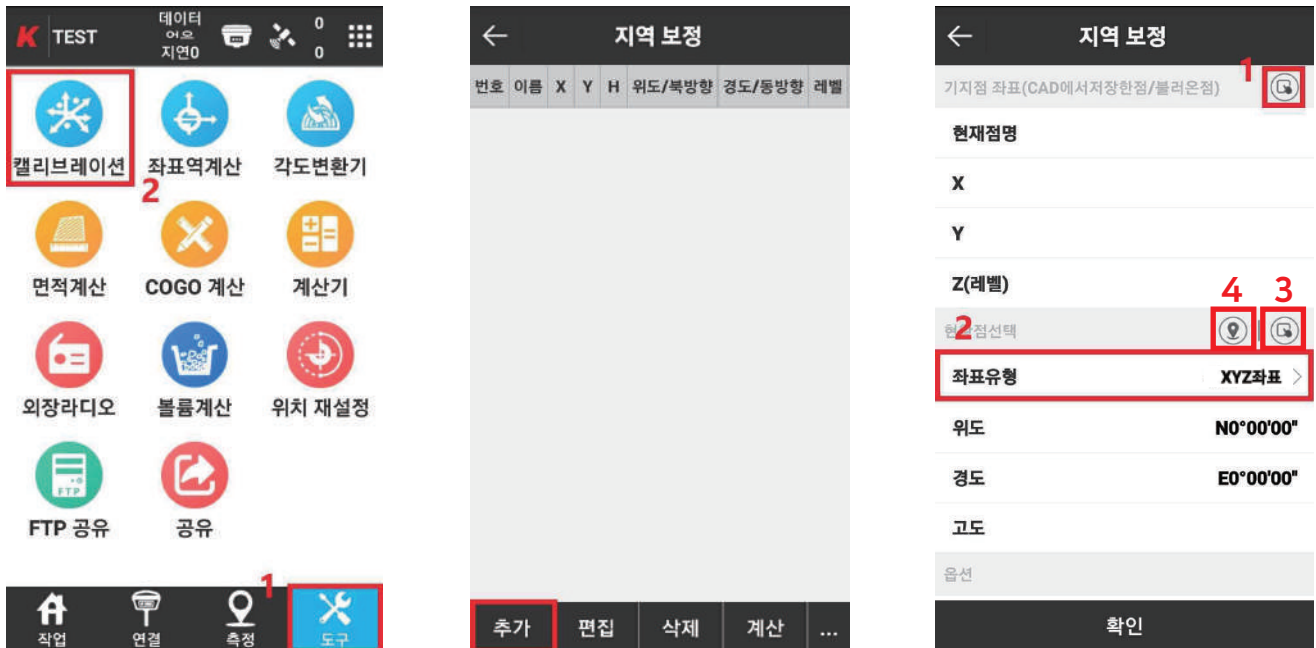 K TEST
데이터
어으
지연0
0
0
캘리브레이션 좌표역계산 각도변환기
2
면적계산 COGO 계산 계산기
외장라디오 볼륨계산 위치 재설정
FTP
FTP 공유 공유
1
작업 연결 측정 도구
지역 보정
번호 이름 X Y H 위도/북방향 경도/동방향 레벨
추가 편집 삭제 계산 ...
지역 보정
1
기지점 좌표(CAD에서저장한점/불러온점)
현재점명
X
Y
Z(레벨)
4 3
2
점선택
좌표유형 XYZ좌표 >
위도 N0°00'00"
경도 E0°00'00"
고도
옵션
확인